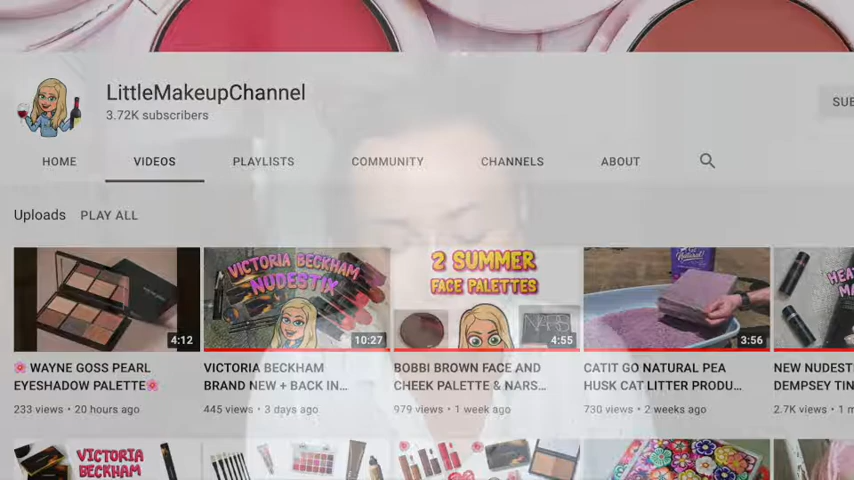 LittleMakeupChannel
3.72K subscribers
SUB
HOME VIDEOS PLAYLISTS COMMUNITY CHANNELS ABOUT
Uploads PLAY ALL
4:12
VICTORIA BECKHAM
NUDESTIX
10:27
2 SUMMER
FACE PALETTES
NARS
4:55
3:56
🌸 WAYNE GOSS PEARL
EYESHADOW PALETTE🌸
233 views • 20 hours ago
VICTORIA BECKHAM
BRAND NEW + BACK IN...
445 views • 3 days ago
BOBBI BROWN FACE AND
CHEEK PALETTE & NARS...
979 views • 1 week ago
CATIT GO NATURAL PEA
HUSK CAT LITTER PRODU...
730 views • 2 weeks ago
NEW NUDEST
DEMPSEY TIN
2.7K views • 1 m
VICTORIA
BECKHAM